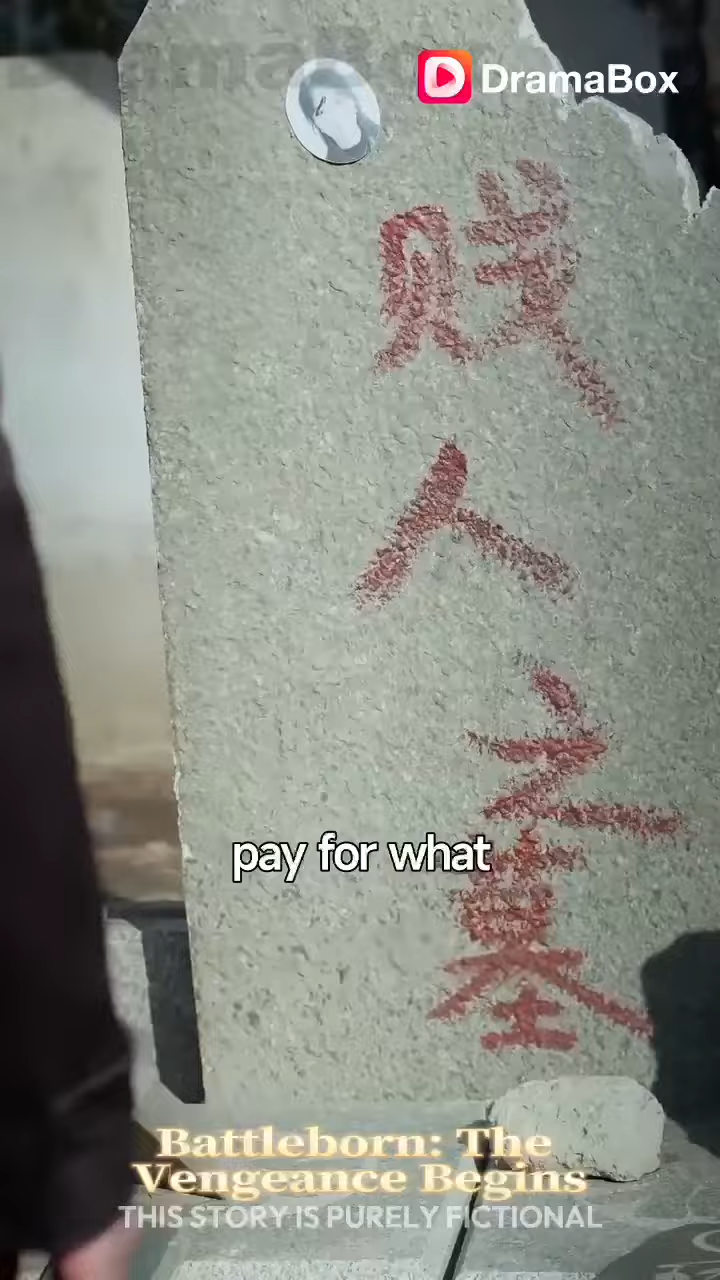 DramaBox
贱
人
之
墓
pay for what
Battleborn: The
Vengeance Begins
THIS STORY IS PURELY FICTIONAL